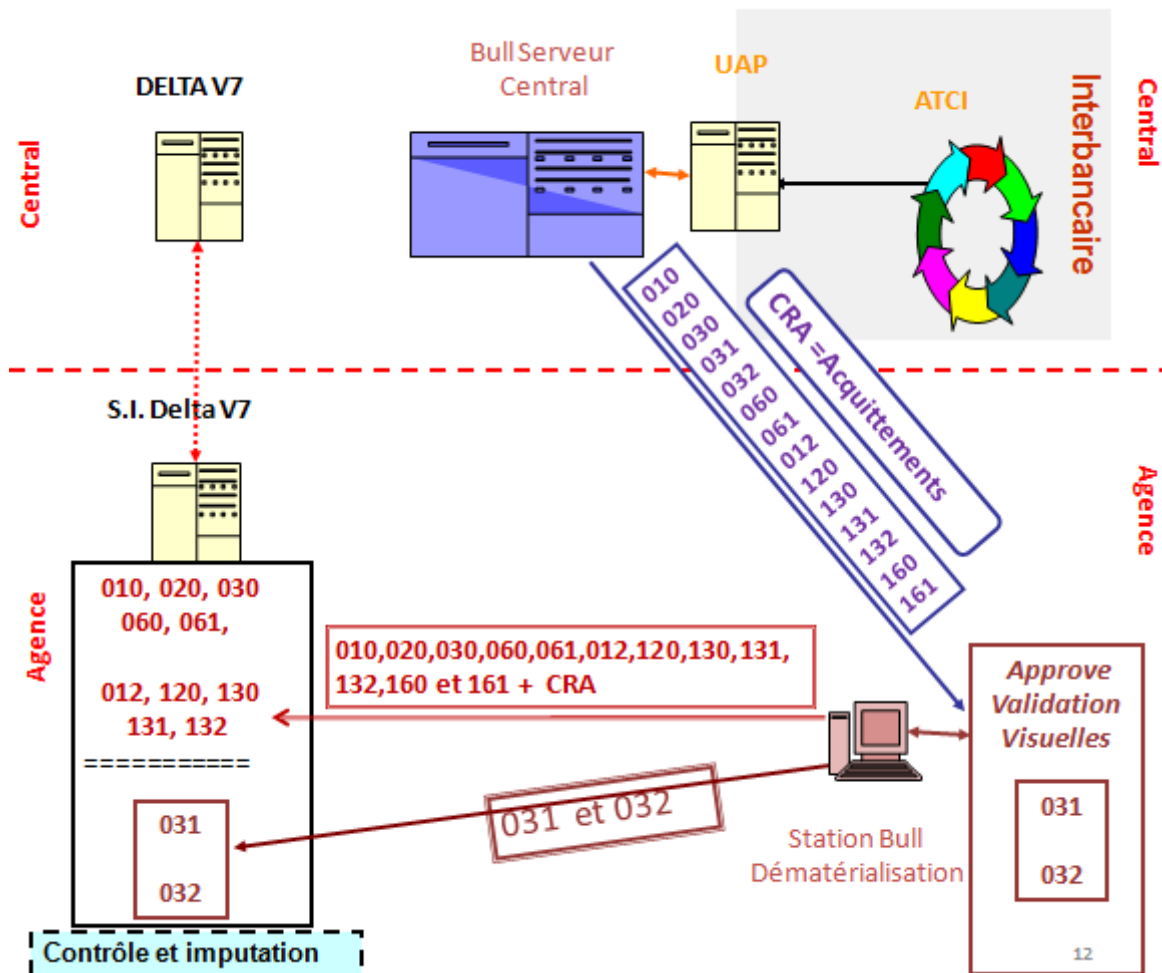 Bull Serveur
Central
UAP
DELTA V7
ATCI
Interbancaire
Central
Central
010
020
030
031
032
060
061
012
120
130
131
132
160
161
CRA =Acquittements
S.I. Delta V7
Agence
Agence
010, 020, 030
060, 061,
012, 120, 130
131, 132
===========
031
032
Contrôle et imputation
010,020,030,060,061,012,120,130,131,
132,160 et 161 + CRA
031 et 032
Station Bull
Dématérialisation
Approve
Validation
Visuelles
031
032
12